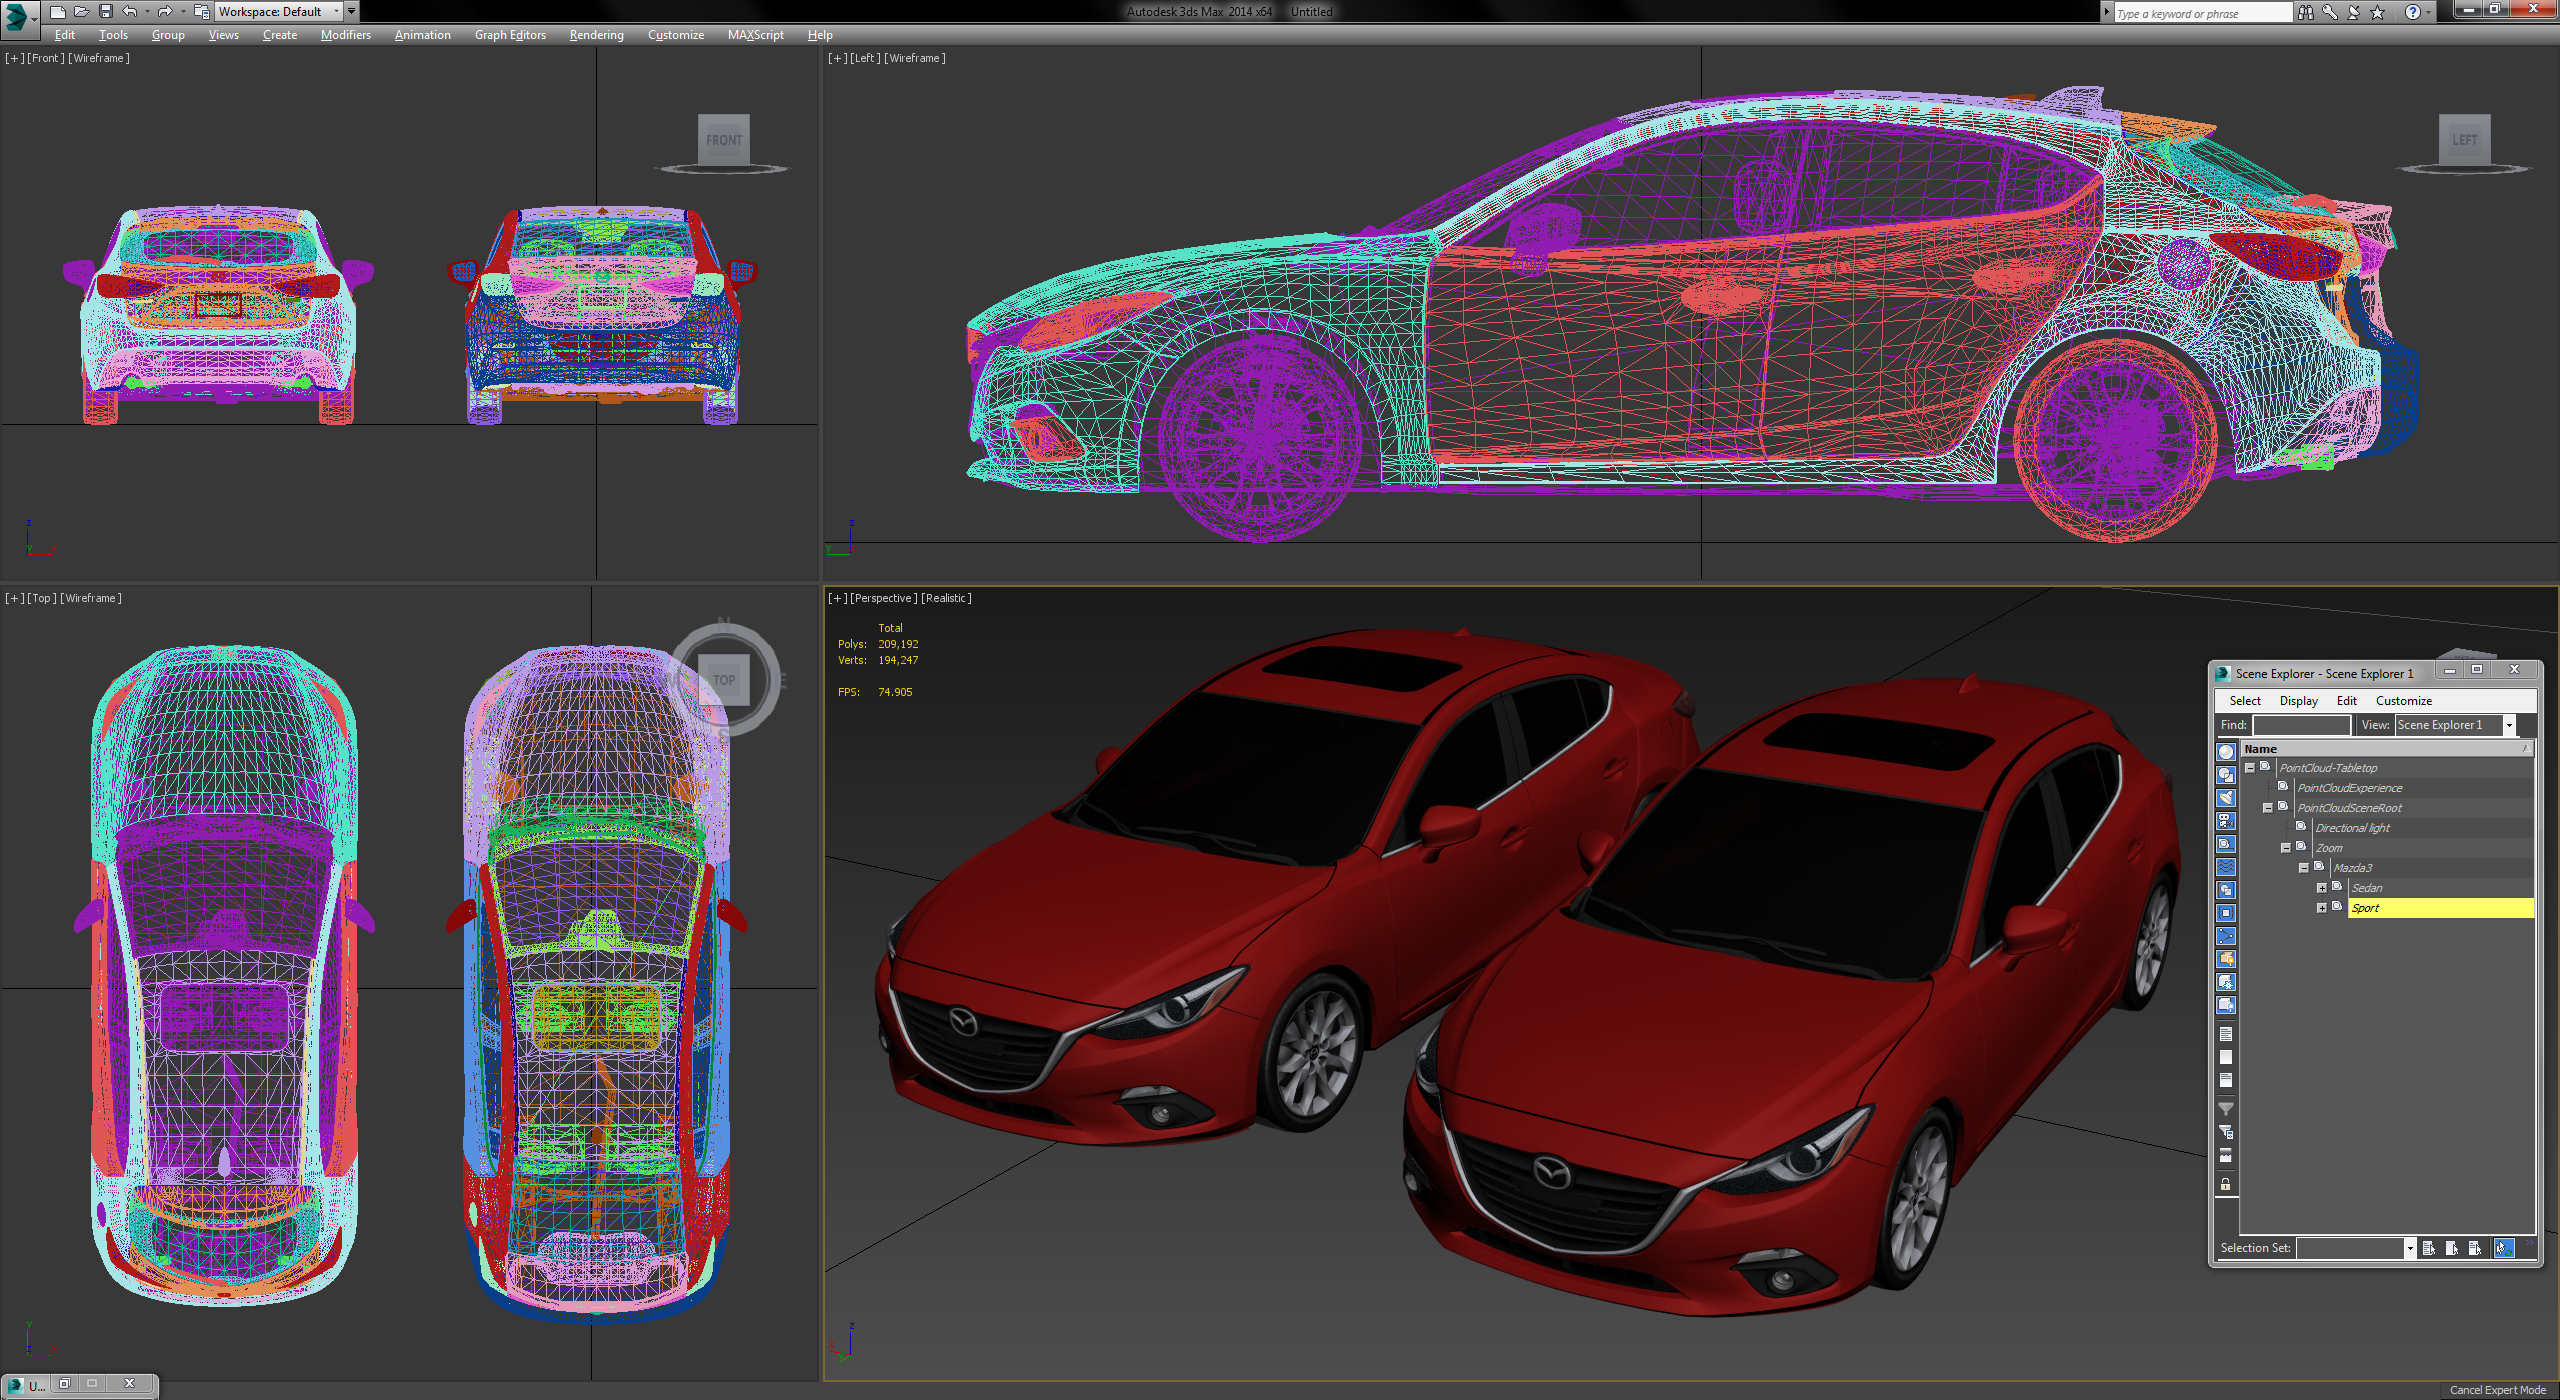 Workspace: Default
Autodesk 3ds Max 2014 x64 Untitled
Type a keyword or phrase
Edit Tools Group Views Create Modifiers Animation Graph Editors Rendering Customize MAXScript Help
[+][Front][Wireframe]
FRONT
z
y x
[+][Left][Wireframe]
LEFT
z
y
[+][Top][Wireframe]
N
TOP
E
S
y
z x
[+][Perspective][Realistic]
Total
Polys: 209,192
Verts: 194,247
FPS: 74.905
z
x
y
Scene Explorer - Scene Explorer 1
Select Display Edit Customize
Find: View: Scene Explorer 1
Name
PointCloud-Tabletop
PointCloudExperience
PointCloudSceneRoot
Directional light
Zoom
Mazda3
Sedan
Sport
Selection Set:
U...
Cancel Expert Mode